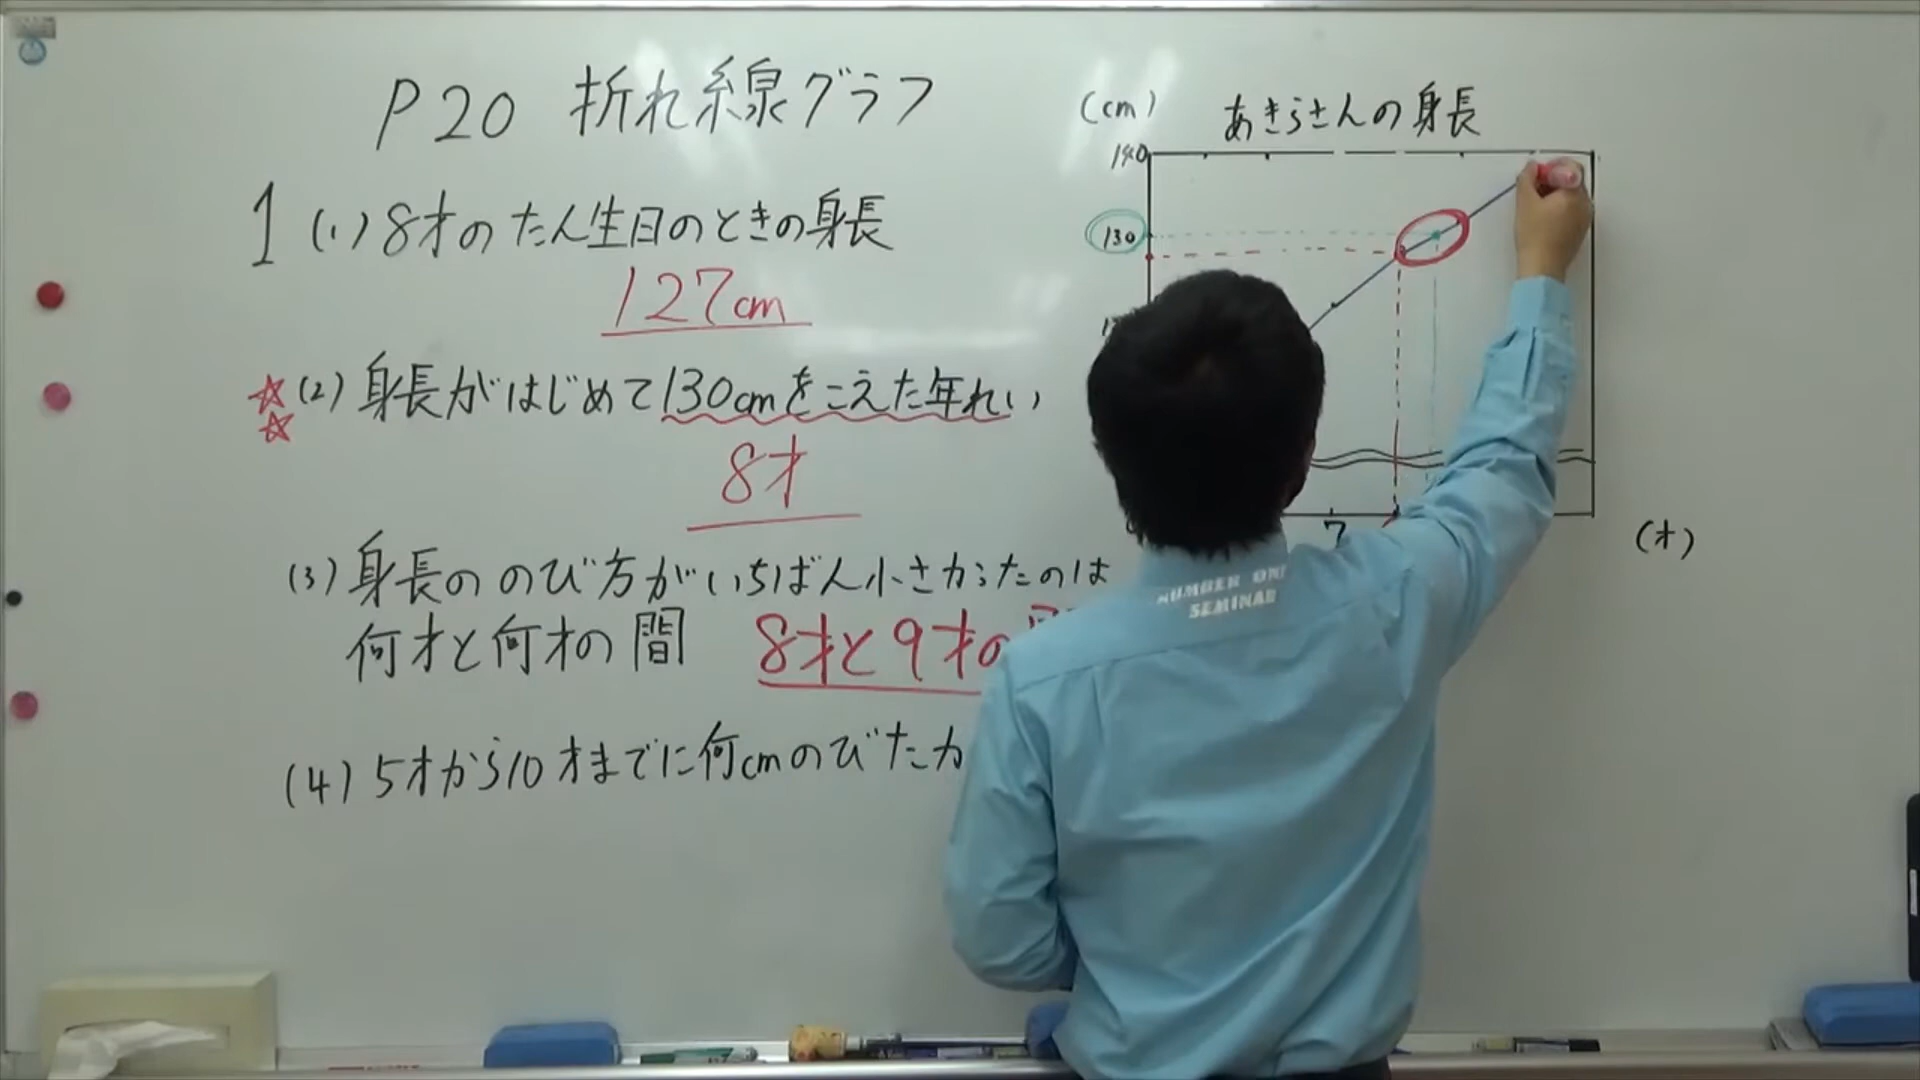 P20 折れ線グラフ
1 (1) 8才のたん生日のときの身長
127cm
☆☆(2) 身長がはじめて130cmをこえた年れい
8才
(3) 身長ののび方がいちばん小さかったのは
何才と何才の間
8才と9才の
(4) 5才から10才までに何cmのびたか
(cm) あきらさんの身長
140
130
7
(才)
NUMBER ONE
SEMINAR